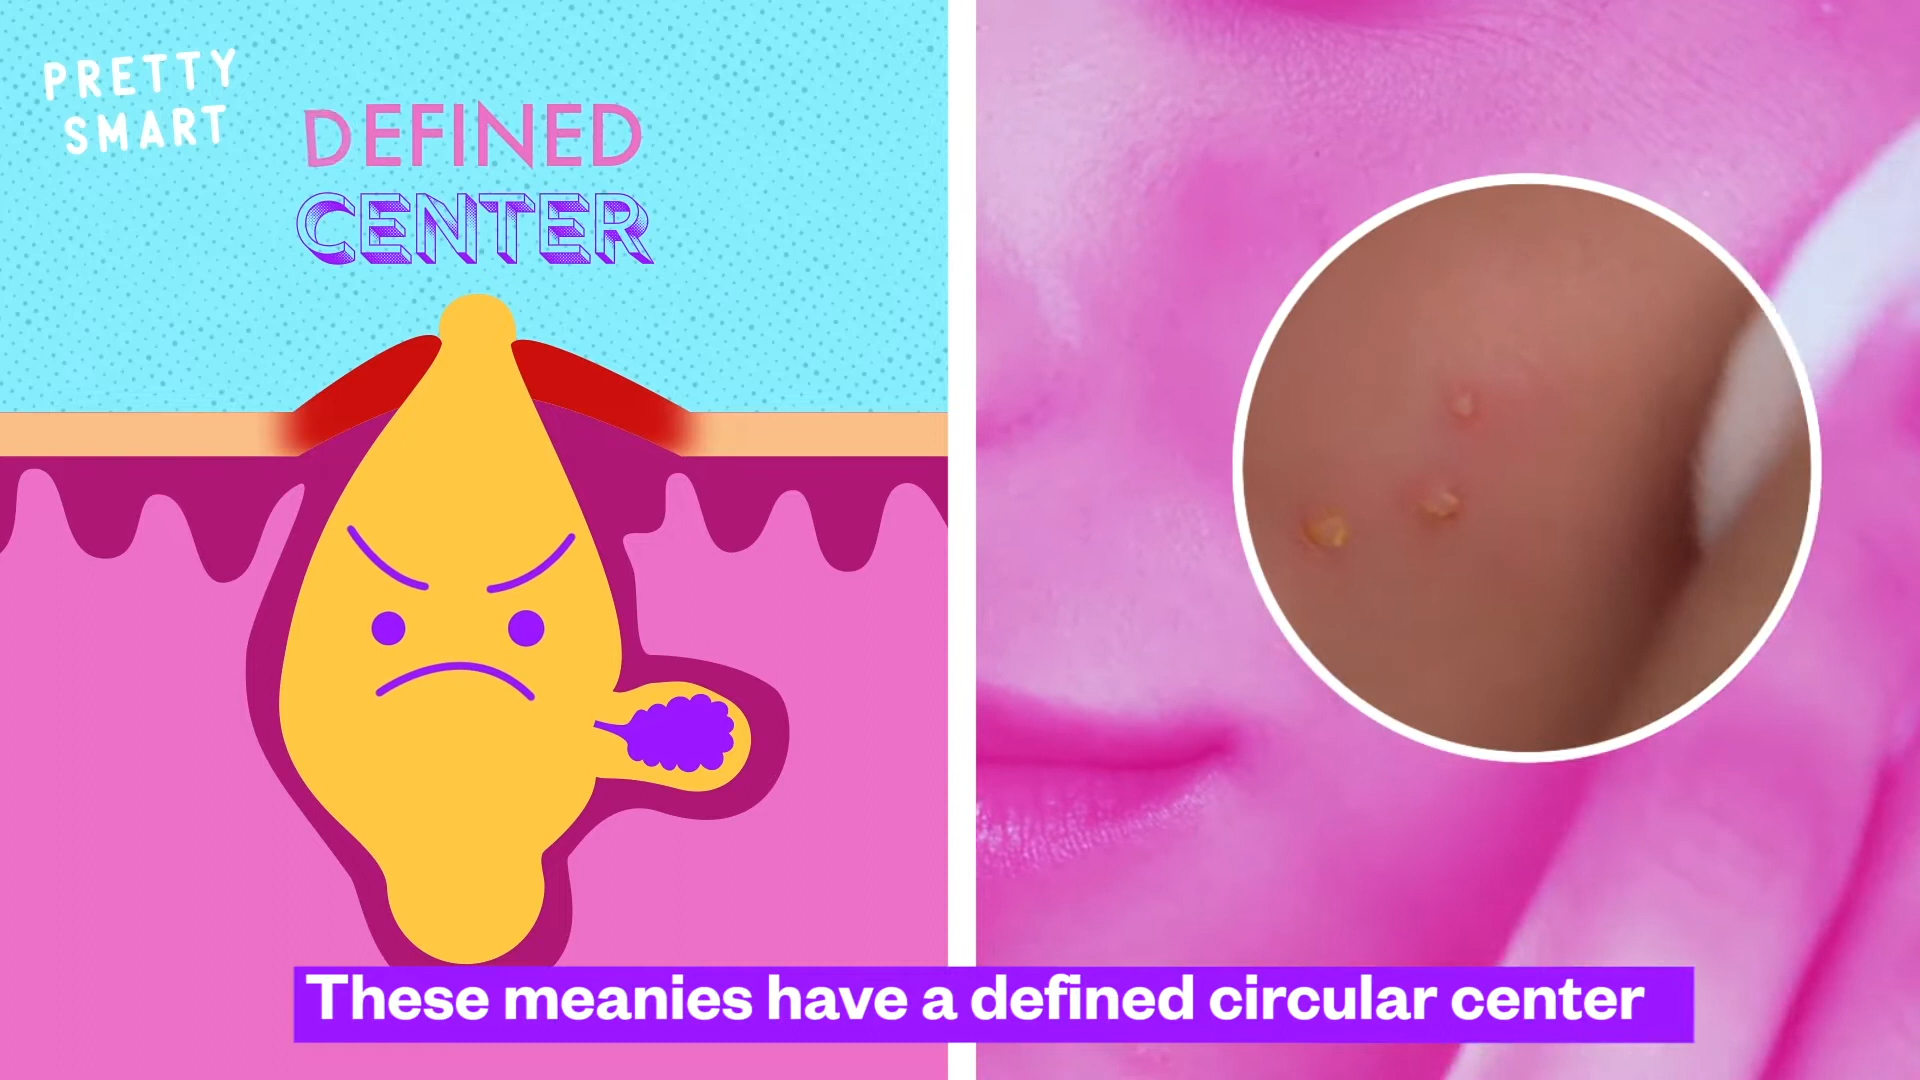 PRETTY
SMART
DEFINED
CENTER
These meanies have a defined circular center